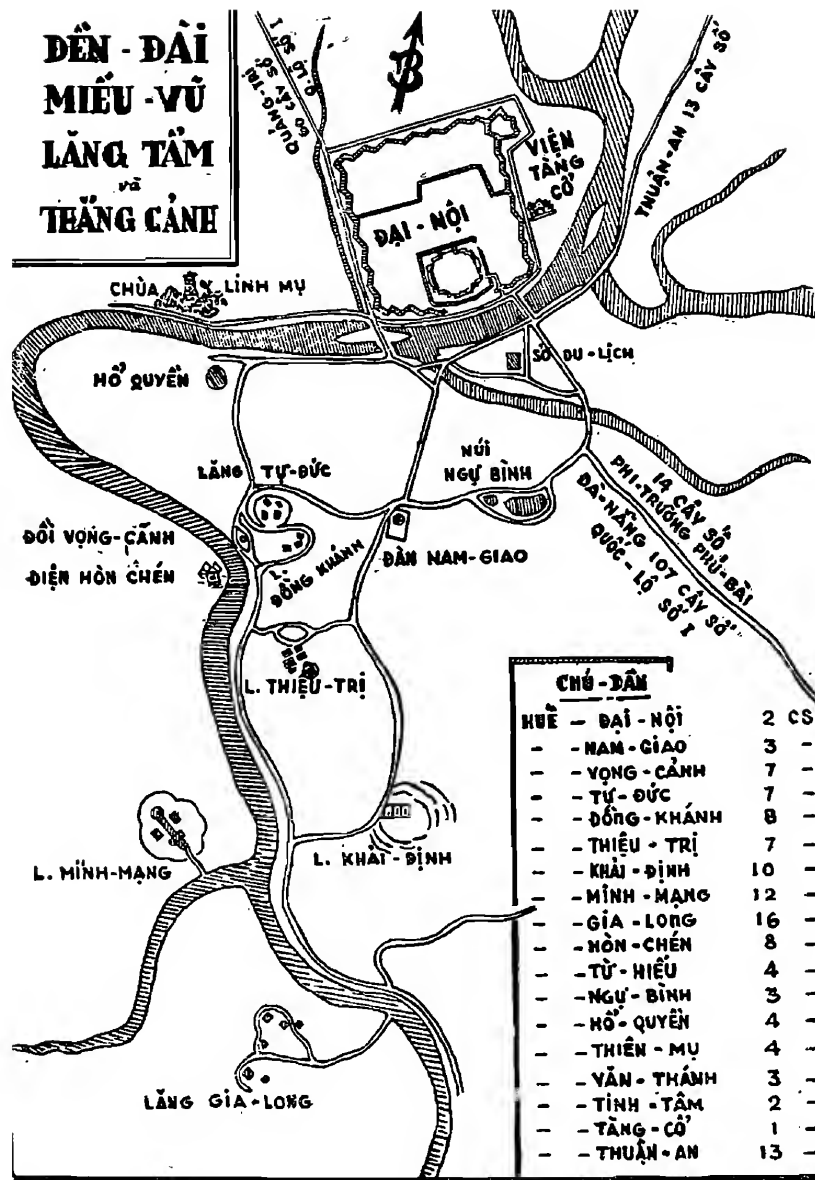 ĐỀN - ĐÀI
MIẾU - VŨ
LĂNG TẨM
và
THẮNG CẢNH
QUẢNG-TRỊ
60 CÂY SỐ
Q. LỘ SỐ I
B
THUẬN-AN 13 CÂY SỐ
VIỆN
TÀNG
CỔ
ĐẠI - NỘI
CHÙA LINH MỤ
SỞ DU-LỊCH
HỔ QUYỀN
NÚI
NGỰ BÌNH
LĂNG TỰ-ĐỨC
14 CÂY SỐ
PHI-TRƯỜNG PHÚ-BÀI
ĐÀ-NẴNG 107 CÂY SỐ
QUỐC-LỘ SỐ I
ĐỒI VỌNG-CẢNH
ĐIỆN HÒN CHÉN
L. ĐỒNG KHÁNH
ĐÀN NAM-GIAO
L. THIỆU-TRỊ
L. MINH-MẠNG
L. KHẢI-ĐỊNH
LĂNG GIA-LONG
CHÚ-DẪN
HUẾ - ĐẠI-NỘI 2 CS
- - NAM-GIAO 3 -
- - VỌNG-CẢNH 7 -
- - TỰ-ĐỨC 7 -
- - ĐỒNG-KHÁNH 8 -
- - THIỆU-TRỊ 7 -
- - KHẢI-ĐỊNH 10 -
- - MINH-MẠNG 12 -
- - GIA-LONG 16 -
- - HÒN-CHÉN 8 -
- - TỪ-HIẾU 4 -
- - NGỰ-BÌNH 3 -
- - HỔ-QUYỀN 4 -
- - THIÊN-MỤ 4 -
- - VĂN-THÁNH 3 -
- - TỊNH-TÂM 2 -
- - TÀNG-CỔ 1 -
- - THUẬN-AN 13 -